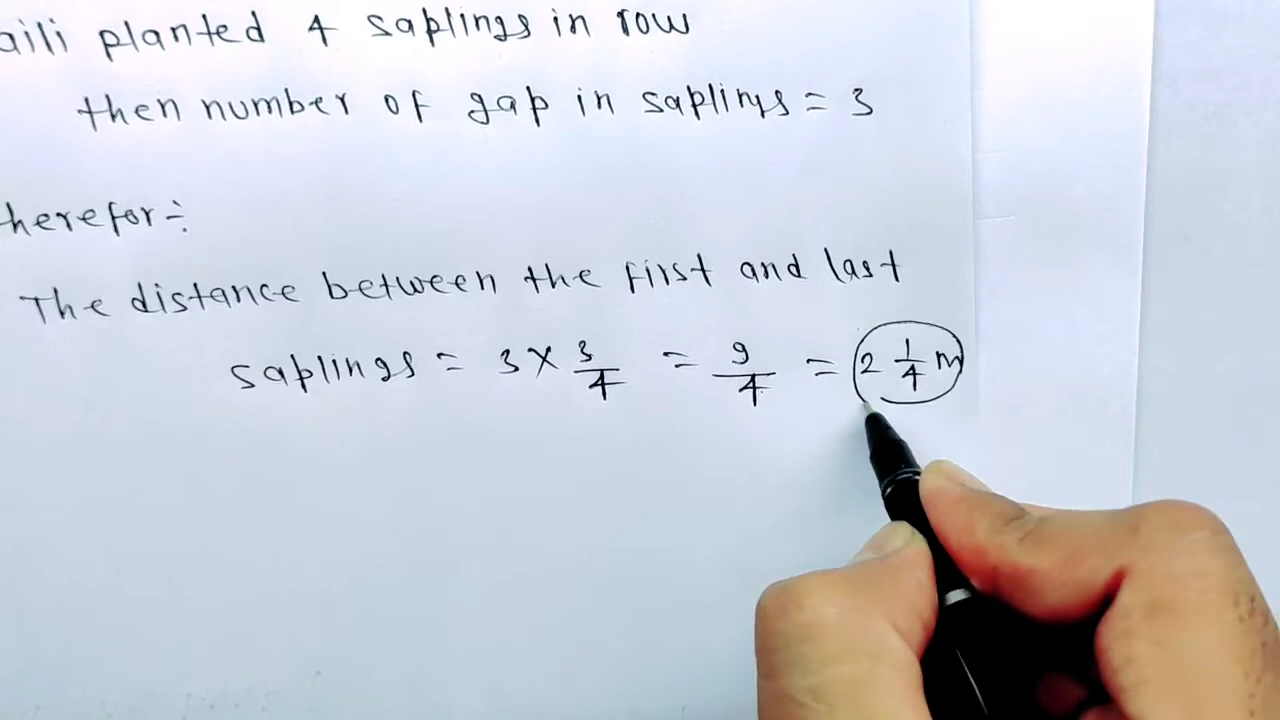 aili planted 4 saplings in row
then number of gap in saplings = 3
herefor÷
The distance between the first and last
saplings = 3 × 3/4 = 9/4 = 2 1/4 m